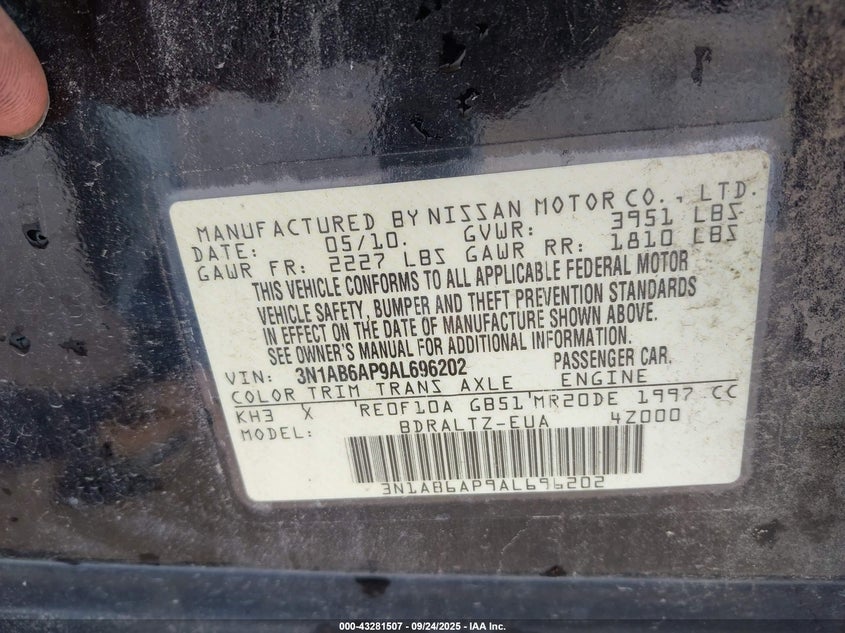 MANUFACTURED BY NISSAN MOTOR CO., LTD.
DATE: 05/10. GVWR: 3951 LBS
GAWR FR: 2227 LBS GAWR RR: 1810 LBS
THIS VEHICLE CONFORMS TO ALL APPLICABLE FEDERAL MOTOR
VEHICLE SAFETY, BUMPER AND THEFT PREVENTION STANDARDS
IN EFFECT ON THE DATE OF MANUFACTURE SHOWN ABOVE.
SEE OWNER'S MANUAL FOR ADDITIONAL INFORMATION.
VIN: 3N1AB6AP9AL696202 PASSENGER CAR.
COLOR TRIM TRANS AXLE ENGINE
KH3 X RE0F10A GB51 MR20DE 1997 CC
MODEL: BDRALTZ-EUA 4Z000
3N1AB6AP9AL696202
000-43281507 - 09/24/2025 - IAA Inc.